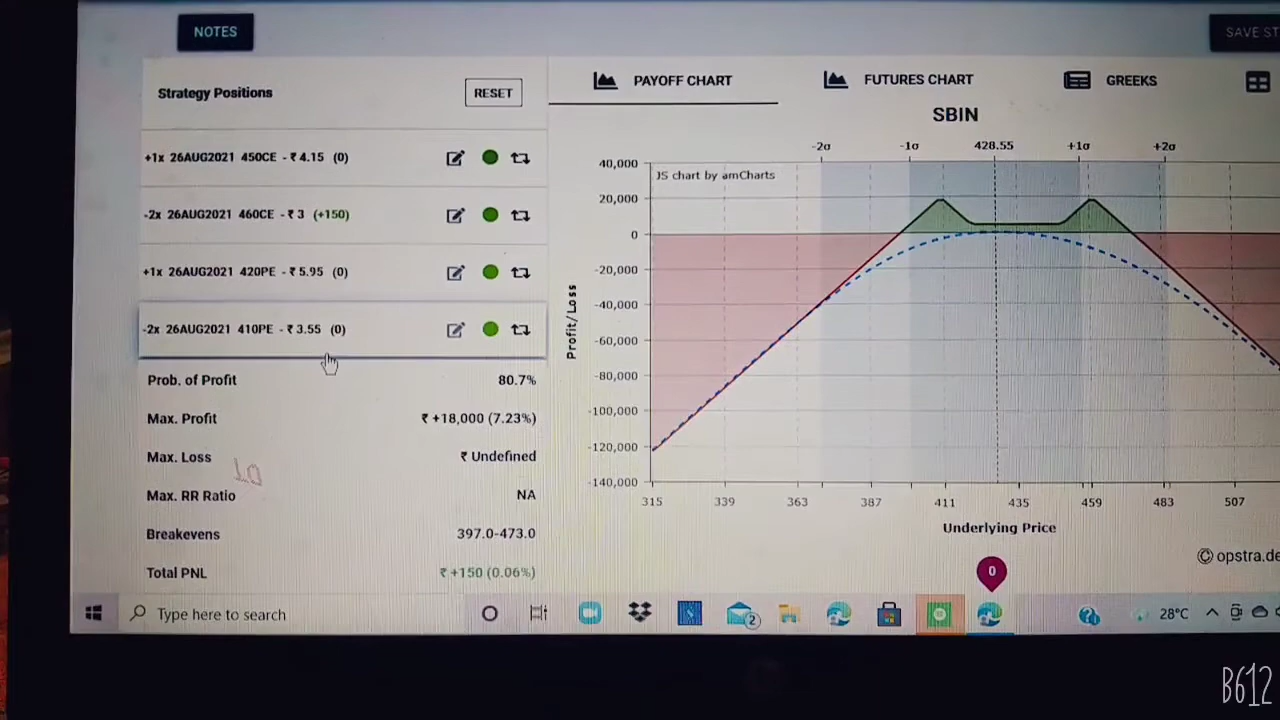 NOTES
SAVE ST
Strategy Positions
RESET
PAYOFF CHART
FUTURES CHART
GREEKS
SBIN
+1x 26AUG2021 450CE - ₹ 4.15 (0)
-2x 26AUG2021 460CE - ₹ 3 (+150)
+1x 26AUG2021 420PE - ₹ 5.95 (0)
-2x 26AUG2021 410PE - ₹ 3.55 (0)
Prob. of Profit 80.7%
Max. Profit ₹ +18,000 (7.23%)
Max. Loss ₹ Undefined
Max. RR Ratio NA
Breakevens 397.0-473.0
Total PNL ₹ +150 (0.06%)
-2σ -1σ 428.55 +1σ +2σ
JS chart by amCharts
40,000
20,000
0
-20,000
-40,000
-60,000
-80,000
-100,000
-120,000
-140,000
Profit/Loss
315 339 363 387 411 435 459 483 507
Underlying Price
0
© opstra.de
Type here to search
2
28°C
B612